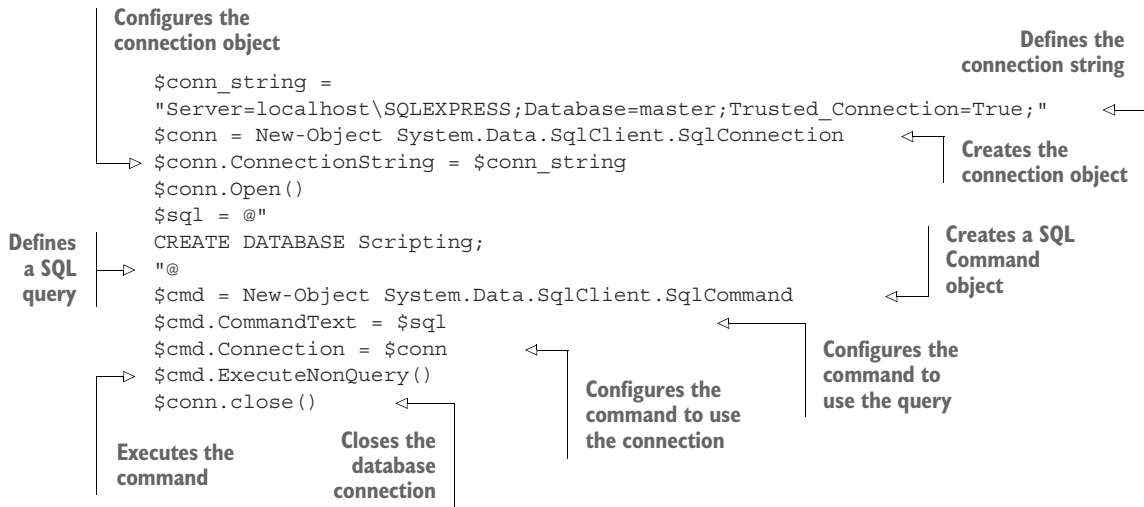 Configures the
connection object
Defines the
connection string
$conn_string =
"Server=localhost\SQLEXPRESS;Database=master;Trusted_Connection=True;"
$conn = New-Object System.Data.SqlClient.SqlConnection
Creates the
connection object
$conn.ConnectionString = $conn_string
$conn.Open()
$sql = @"
CREATE DATABASE Scripting;
"@
Defines
a SQL
query
Creates a SQL
Command
object
$cmd = New-Object System.Data.SqlClient.SqlCommand
$cmd.CommandText = $sql
$cmd.Connection = $conn
$cmd.ExecuteNonQuery()
$conn.close()
Configures the
command to
use the query
Configures the
command to use
the connection
Executes the
command
Closes the
database
connection